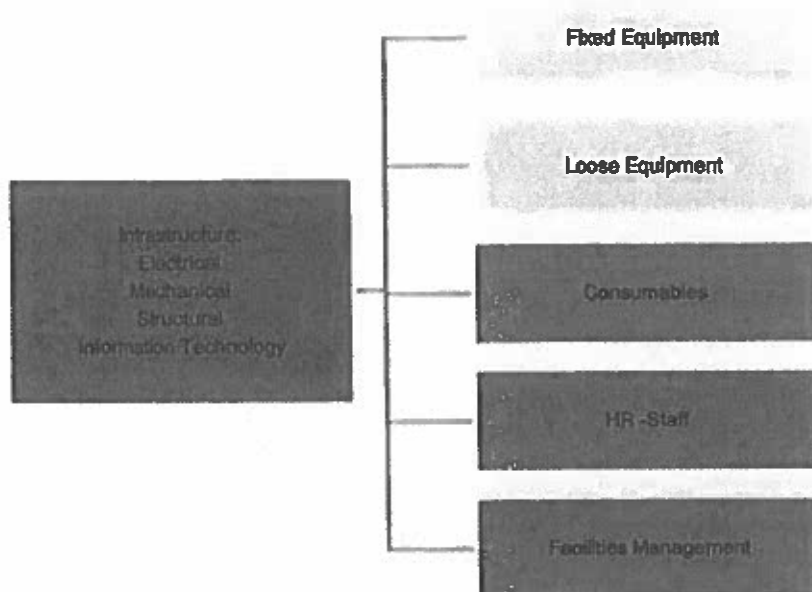 Infrastructure:
Electrical
Mechanical
Structural
Information Technology
Fixed Equipment
Loose Equipment
Consumables
HR -Staff
Facilities Management